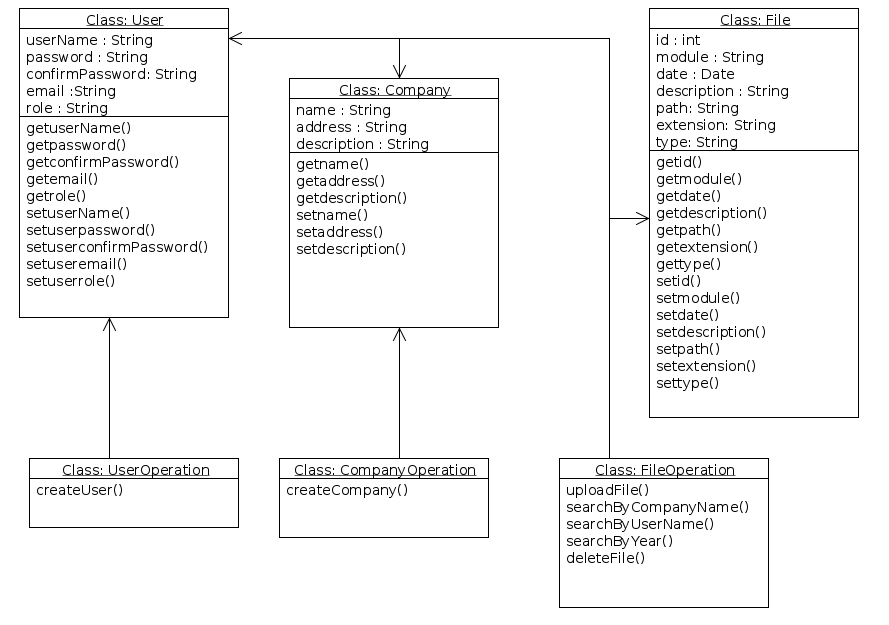 Class: User
userName : String
password : String
confirmPassword: String
email :String
role : String
getuserName()
getpassword()
getconfirmPassword()
getemail()
getrole()
setuserName()
setuserpassword()
setuserconfirmPassword()
setuseremail()
setuserrole()
Class: Company
name : String
address : String
description : String
getname()
getaddress()
getdescription()
setname()
setaddress()
setdescription()
Class: File
id : int
module : String
date : Date
description : String
path: String
extension: String
type: String
getid()
getmodule()
getdate()
getdescription()
getpath()
getextension()
gettype()
setid()
setmodule()
setdate()
setdescription()
setpath()
setextension()
settype()
Class: UserOperation
createUser()
Class: CompanyOperation
createCompany()
Class: FileOperation
uploadFile()
searchByCompanyName()
searchByUserName()
searchByYear()
deleteFile()